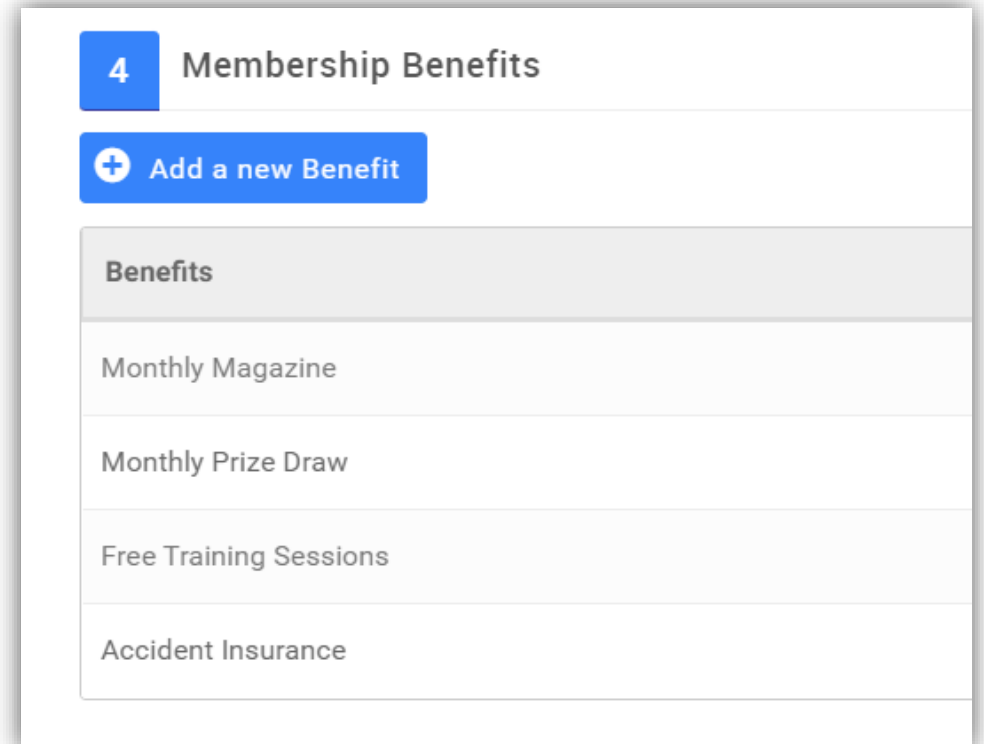 4 Membership Benefits
Add a new Benefit
Benefits
Monthly Magazine
Monthly Prize Draw
Free Training Sessions
Accident Insurance